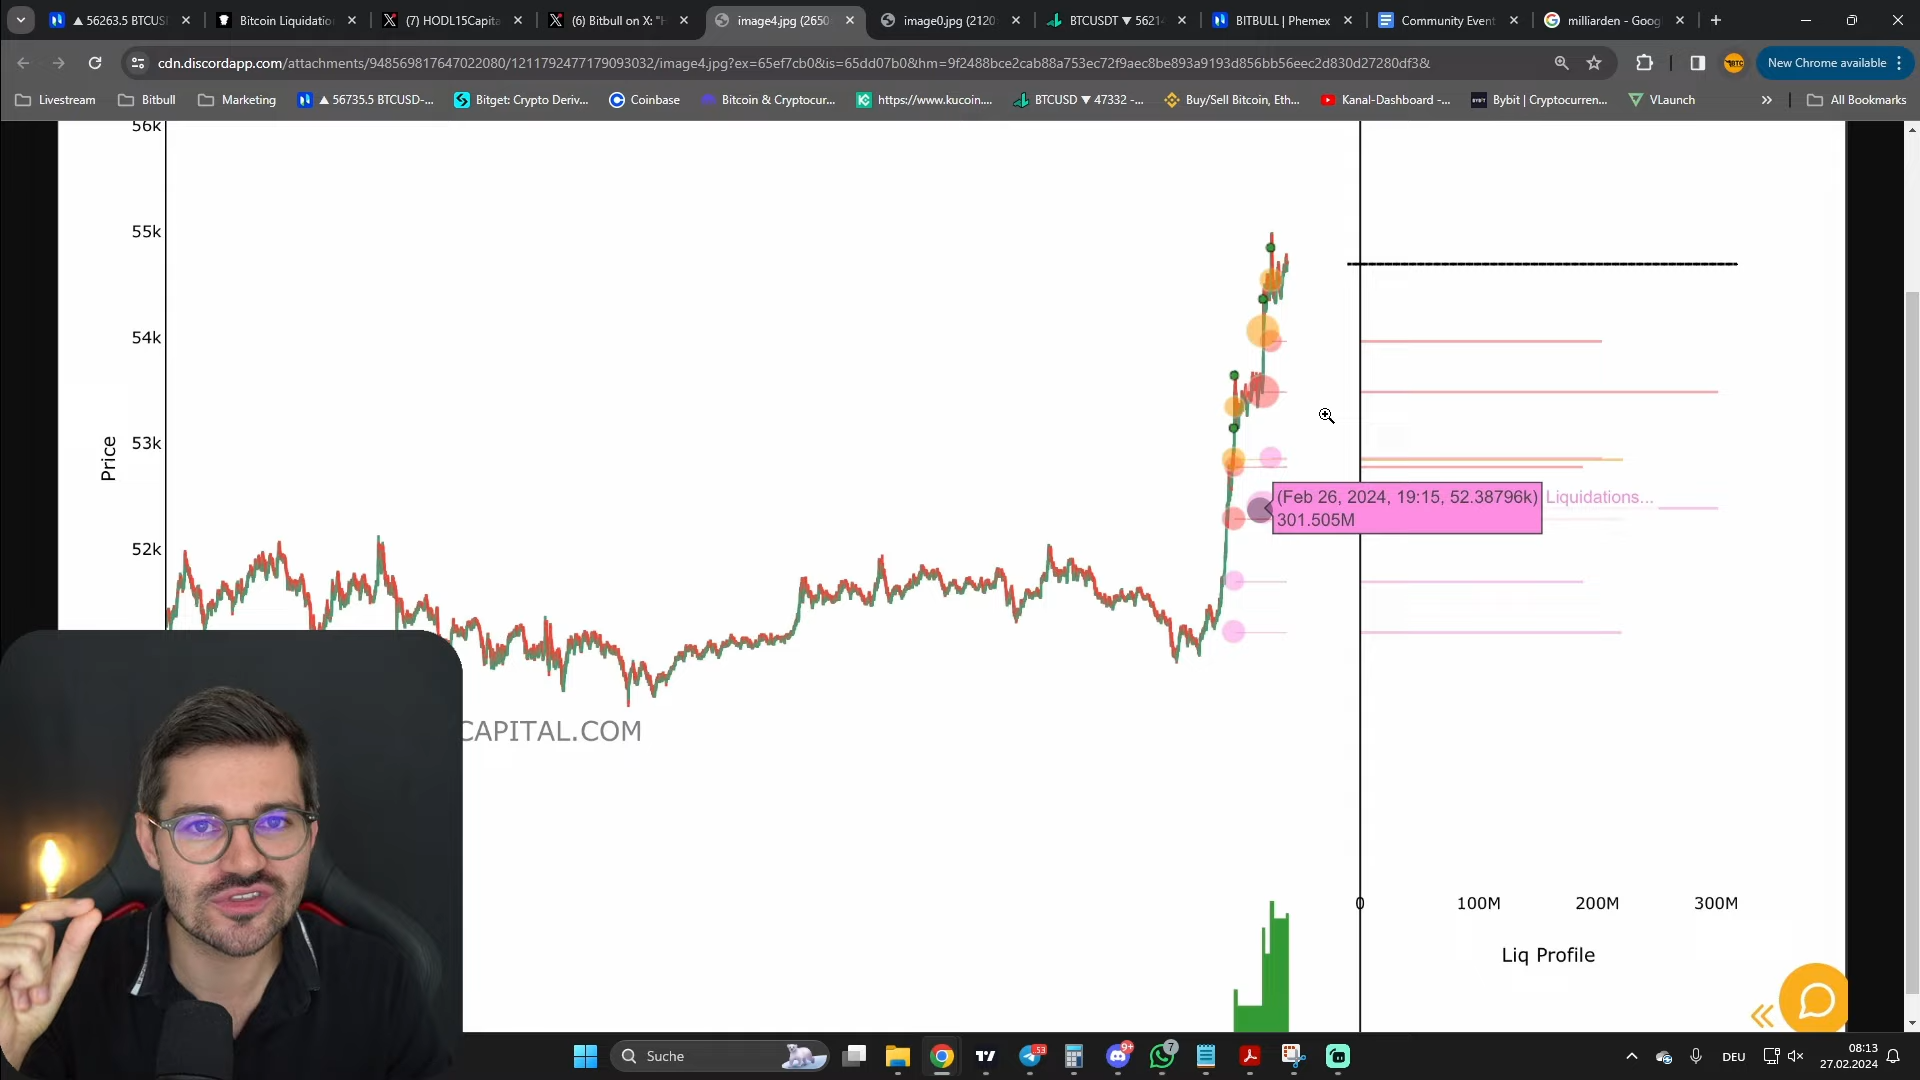 ▲ 56263.5 BTCUS
Bitcoin Liquidation
(7) HODL15Capita
(6) Bitbull on X: "H
image4.jpg (2650
image0.jpg (2120
BTCUSDT ▼ 5621
BITBULL | Phemex
Community Event
milliarden - Goog
cdn.discordapp.com/attachments/948569817647022080/1211792477179093032/image4.jpg?ex=65ef7cb0&is=65dd07b0&hm=9f2488bce2cab88a753ec72f9aec8be893a9193d856bb56eec2d830d27280df3&
New Chrome available
Livestream
Bitbull
Marketing
▲ 56735.5 BTCUSD-...
Bitget: Crypto Deriv...
Coinbase
Bitcoin & Cryptocur...
https://www.kucoin....
BTCUSD ▼ 47332 -...
Buy/Sell Bitcoin, Eth...
Kanal-Dashboard -...
Bybit | Cryptocurren...
VLaunch
All Bookmarks
56k
55k
54k
53k
52k
Price
(Feb 26, 2024, 19:15, 52.38796k)
301.505M
Liquidations...
CAPITAL.COM
0
100M
200M
300M
Liq Profile
Suche
53
9+
7
DEU
08:13
27.02.2024